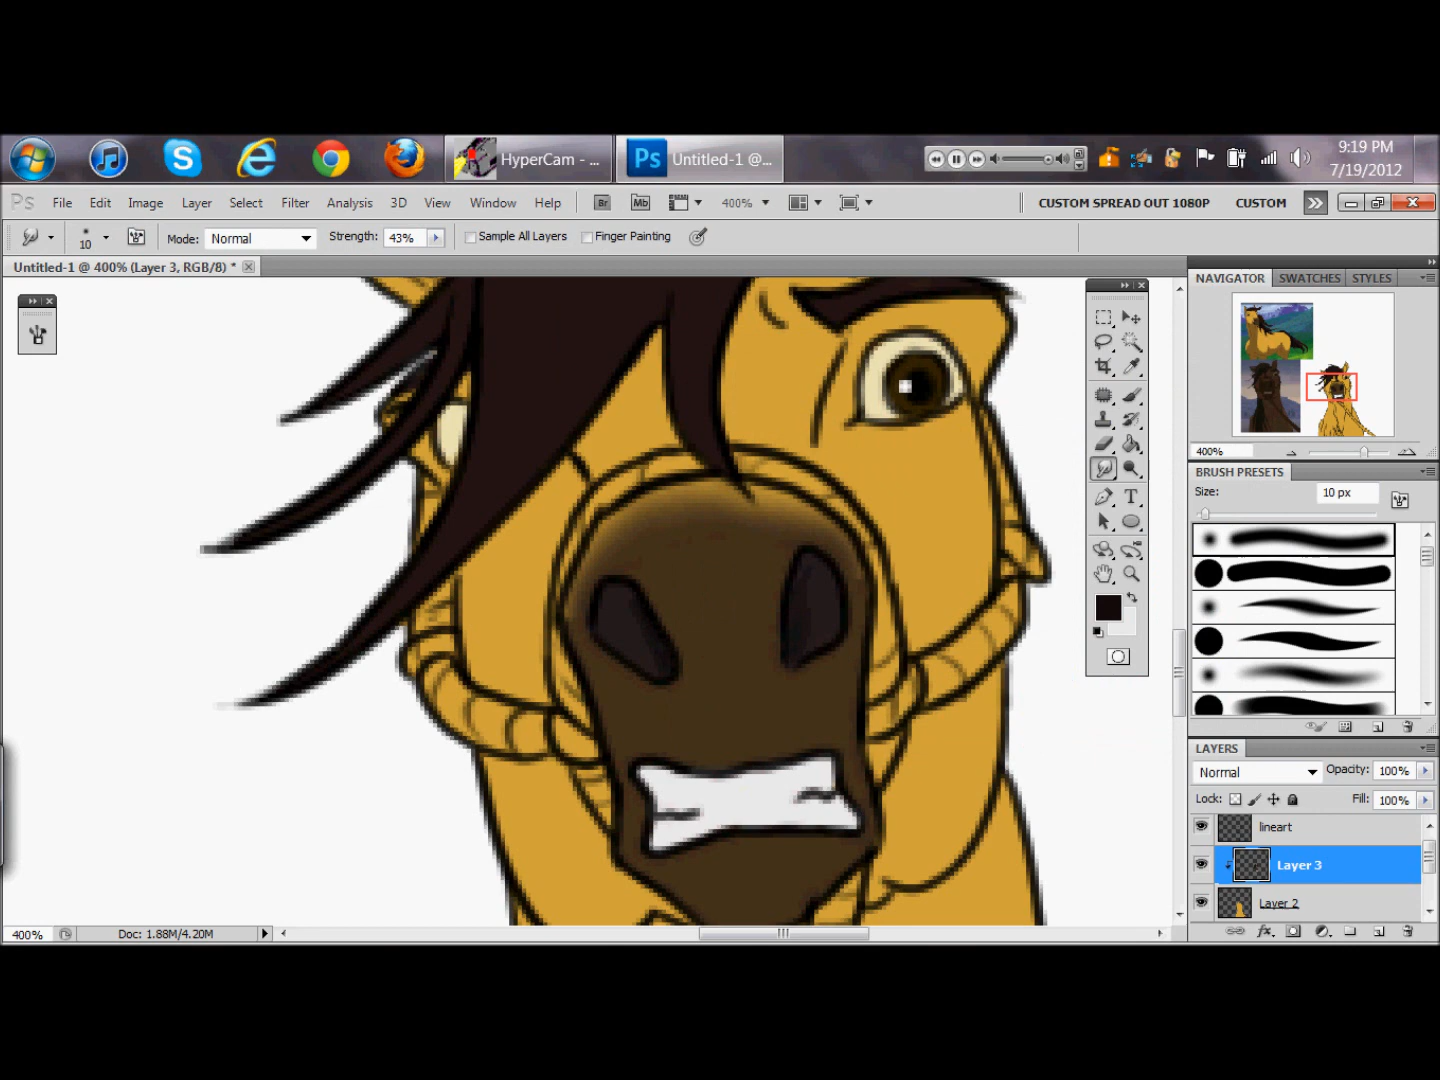 HyperCam - ...
Ps
Untitled-1 @...
9:19 PM
7/19/2012
Ps
File
Edit
Image
Layer
Select
Filter
Analysis
3D
View
Window
Help
Br
Mb
400%
CUSTOM SPREAD OUT 1080P
CUSTOM
10
Mode:
Normal
Strength:
43%
Sample All Layers
Finger Painting
Untitled-1 @ 400% (Layer 3, RGB/8) *
NAVIGATOR
SWATCHES
STYLES
400%
BRUSH PRESETS
Size:
10 px
LAYERS
Normal
Opacity:
100%
Lock:
Fill:
100%
lineart
Layer 3
Layer 2
400%
Doc: 1.88M/4.20M